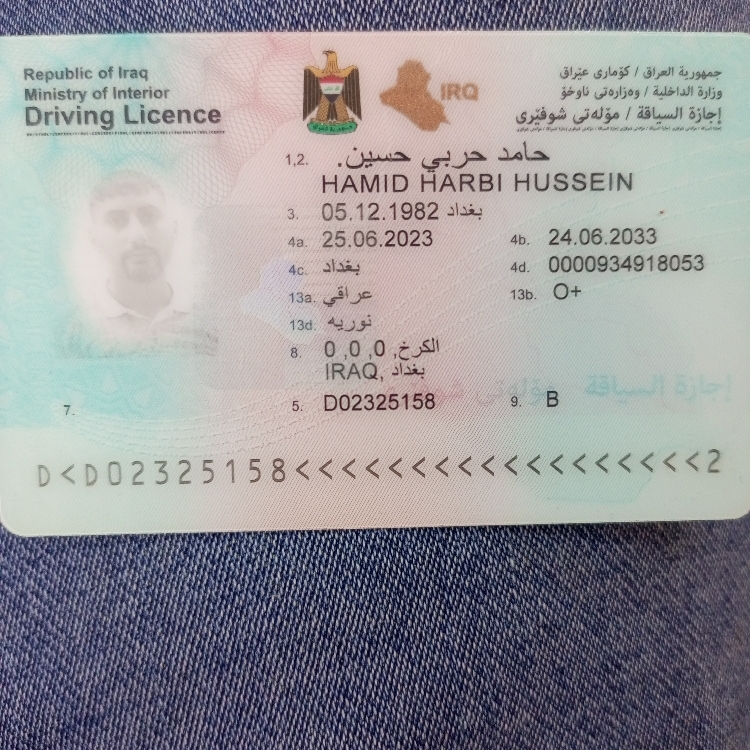 Republic of Iraq
Ministry of Interior
Driving Licence
IRQ
جمهورية العراق / كۆماری عێراق
وزارة الداخلية / وەزارەتی ناوخۆ
إجازة السياقة / مۆڵەتی شوفێری
1,2. حامد حربي حسين.
HAMID HARBI HUSSEIN
3. 05.12.1982 بغداد
4a. 25.06.2023 4b. 24.06.2033
4c. بغداد 4d. 0000934918053
13a. عراقي 13b. O+
13d. نوريه
8. الكرخ, 0, 0, 0
بغداد, IRAQ
إجازة السياقة مۆڵەتی شوفێری
7. 5. D02325158 9. B
D<D02325158<<<<<<<<<<<<<<<<<<<2